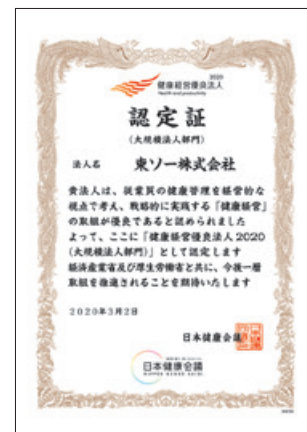 2020
健康経営優良法人
Health and productivity
認定証
(大規模法人部門)
法人名 東ソー株式会社
貴法人は、従業員の健康管理を経営的な
視点で考え、戦略的に実践する「健康経営」
の取組が優良であると認められました
よって、ここに「健康経営優良法人 2020
(大規模法人部門)」として認定します
経済産業省及び厚生労働省と共に、今後一層
取組を推進されることを期待いたします
2020年3月2日
日本健康会議
日本健康会議
NIPPON KENKO KAIGI